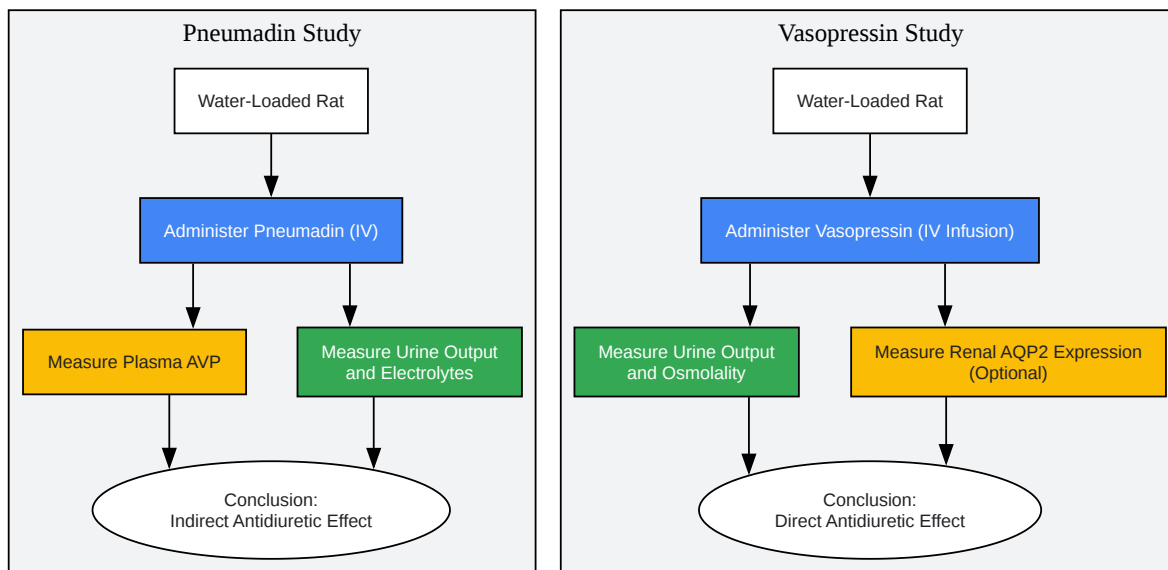 Pneumadin Study
Water-Loaded Rat
Administer Pneumadin (IV)
Measure Plasma AVP
Measure Urine Output
and Electrolytes
Conclusion:
Indirect Antidiuretic Effect
Vasopressin Study
Water-Loaded Rat
Administer Vasopressin (IV Infusion)
Measure Urine Output
and Osmolality
Measure Renal AQP2 Expression
(Optional)
Conclusion:
Direct Antidiuretic Effect